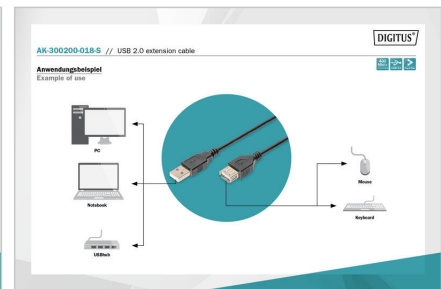 DIGITUS®
AK-300200-018-S // USB 2.0 extension cable
Anwendungsbeispiel
Example of use
PC
Notebook
USBhub
Mouse
Keyboard